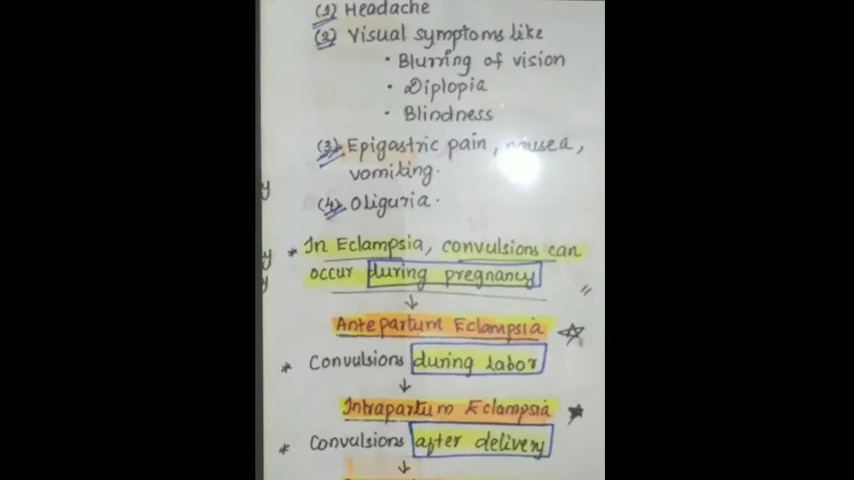 (1) Headache
(2) Visual symptoms like
• Blurring of vision
• Diplopia
• Blindness
(3) Epigastric pain, nausea,
vomiting.
(4) Oliguria.
y
* In Eclampsia, convulsions can
y
occur during pregnancy
y
↓
Antepartum Eclampsia ☆
* Convulsions during labor
↓
Intrapartum Eclampsia ★
* Convulsions after delivery
↓